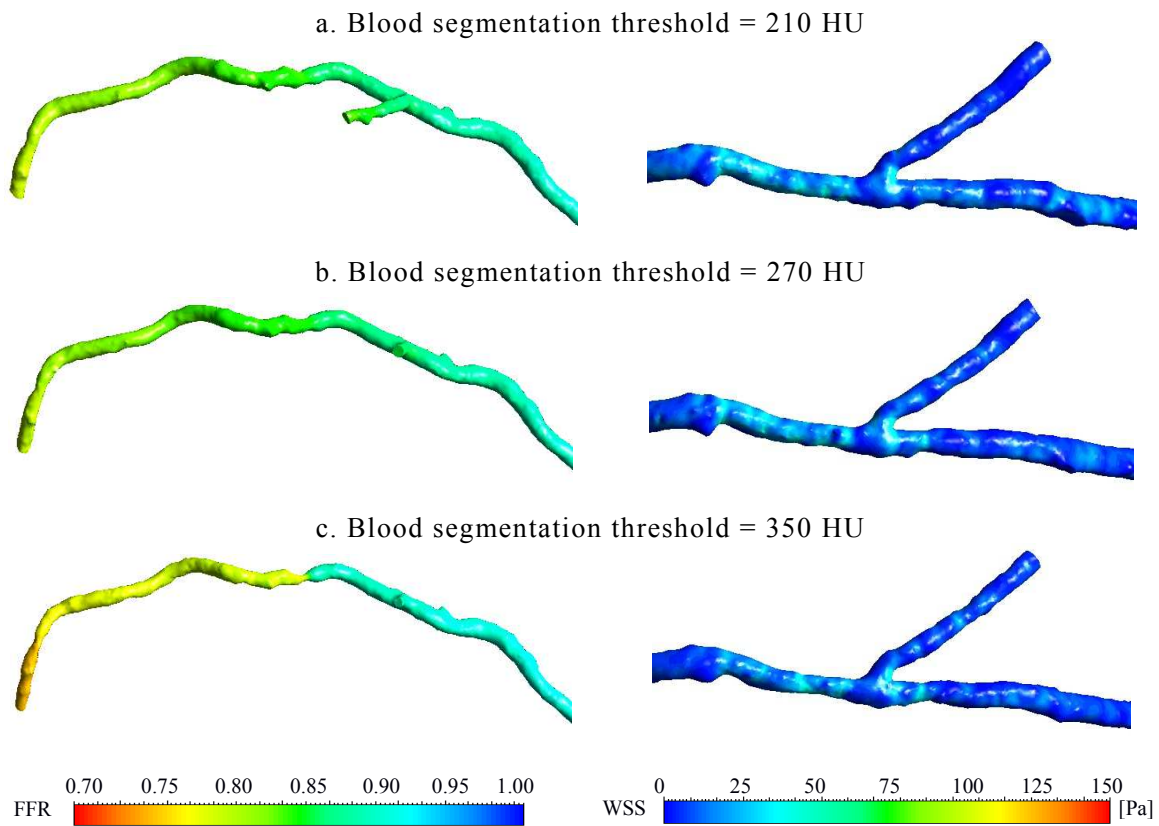 a. Blood segmentation threshold = 210 HU
b. Blood segmentation threshold = 270 HU
c. Blood segmentation threshold = 350 HU
0.70 0.75 0.80 0.85 0.90 0.95 1.00
FFR
0 25 50 75 100 125 150
WSS [Pa]